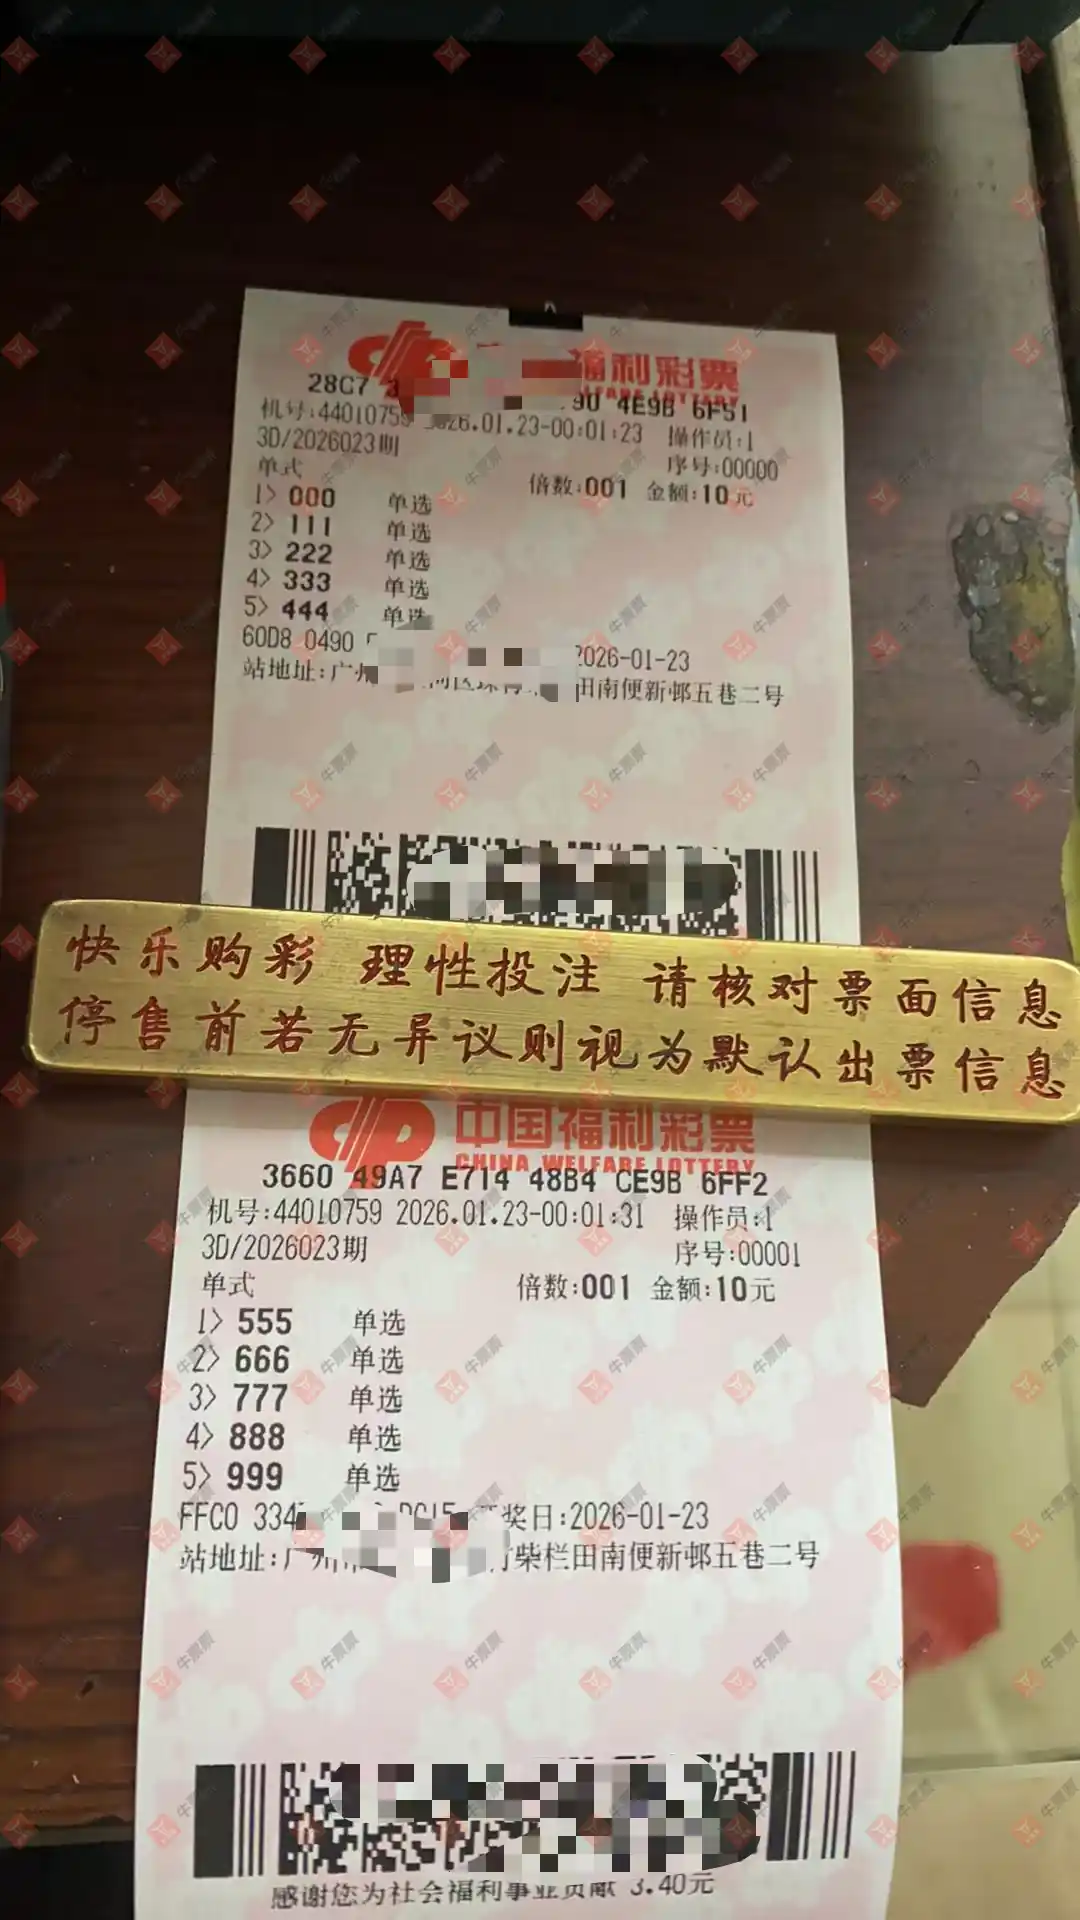 福利彩票
WELFARE LOTTERY
28C7 90 4E9B 6F51
机号:44010759 2026.01.23-00:01:23 操作员:1
3D/2026023期 序号:00000
单式 倍数:001 金额:10元
1> 000 单选
2> 111 单选
3> 222 单选
4> 333 单选
5> 444 单选
60D8 0490 2026-01-23
站地址:广州 田南便新邨五巷二号
快乐购彩 理性投注 请核对票面信息
停售前若无异议则视为默认出票信息
中国福利彩票
CHINA WELFARE LOTTERY
3660 49A7 E714 48B4 CE9B 6FF2
机号:44010759 2026.01.23-00:01:31 操作员:1
3D/2026023期 序号:00001
单式 倍数:001 金额:10元
1> 555 单选
2> 666 单选
3> 777 单选
4> 888 单选
5> 999 单选
FFC0 334 奖日:2026-01-23
站地址:广州 柴栏田南便新邨五巷二号
感谢您为社会福利事业贡献 3.40元
牛票票